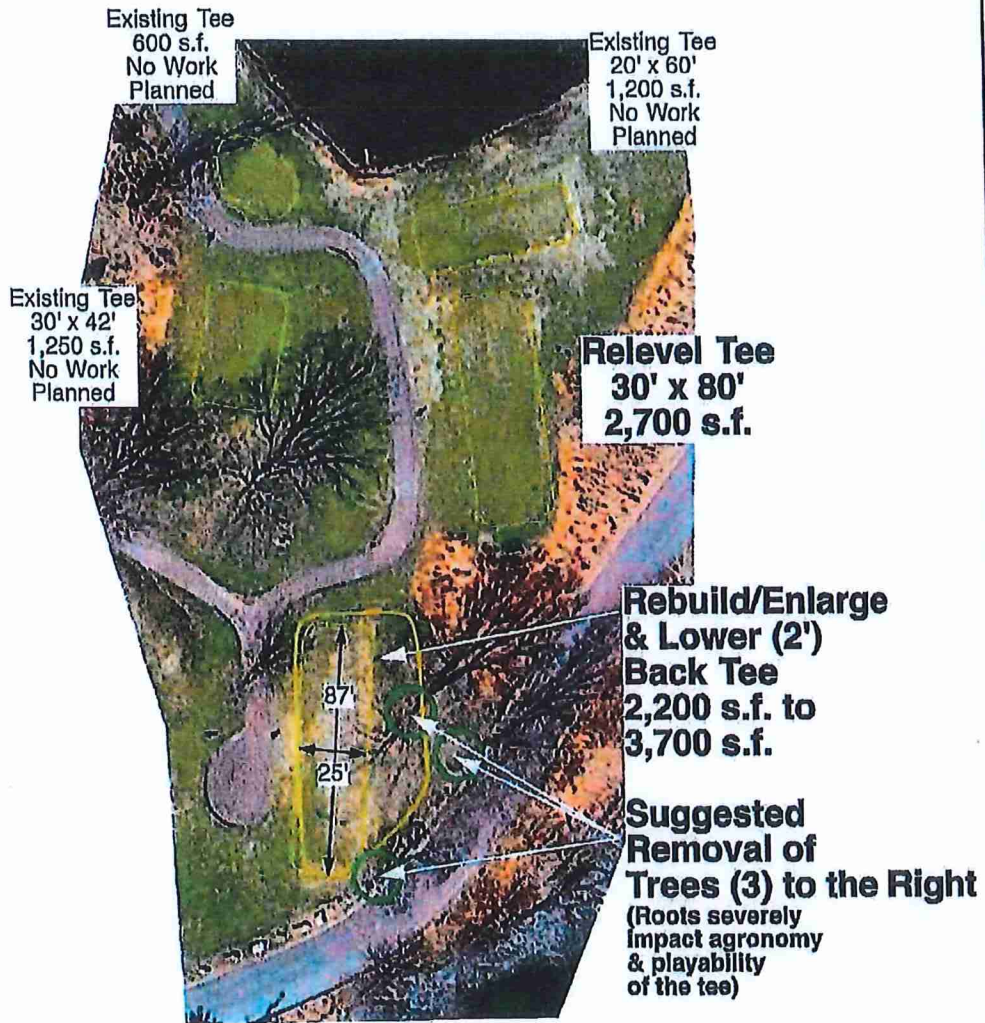 Existing Tee
600 s.f.
No Work
Planned
Existing Tee
20' x 60'
1,200 s.f.
No Work
Planned
Existing Tee
30' x 42'
1,250 s.f.
No Work
Planned
Relevel Tee
30' x 80'
2,700 s.f.
Rebuild/Enlarge
& Lower (2')
Back Tee
2,200 s.f. to
3,700 s.f.
87'
25'
Suggested
Removal of
Trees (3) to the Right
(Roots severely
impact agronomy
& playability
of the tee)